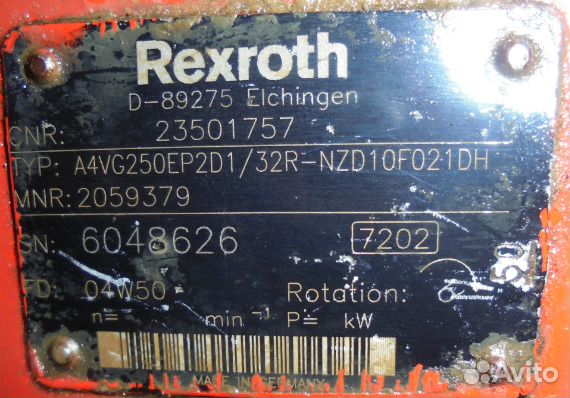 Rexroth
D-89275 Elchingen
CNR: 23501757
TYP: A4VG250EP2D1/32R-NZD10F021DH
MNR: 2059379
SN: 6048626 7202
FD: 04W50 Rotation:
n= min⁻¹ P= kW
MADE IN GERMANY
Avito